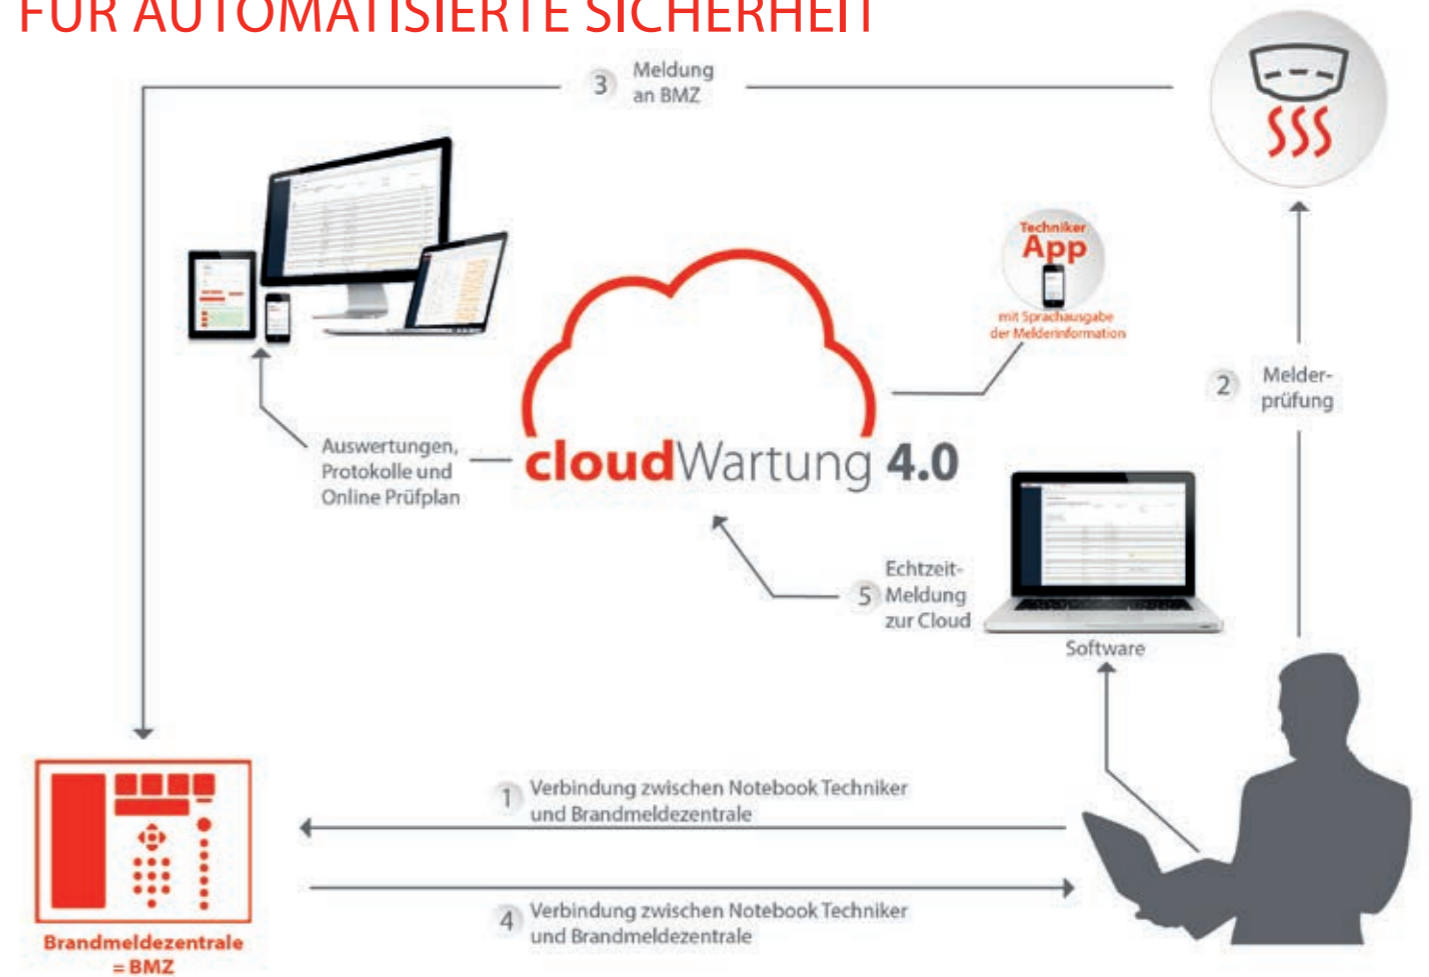 FÜR AUTOMATISIERTE SICHERHEIT
3 Meldung
an BMZ
Techniker
App
mit Sprachausgabe
der Melderinformation
2 Melder-
prüfung
Auswertungen,
Protokolle und
Online Prüfplan
cloudWartung 4.0
Echtzeit-
5 Meldung
zur Cloud
Software
1 Verbindung zwischen Notebook Techniker
und Brandmeldezentrale
4 Verbindung zwischen Notebook Techniker
und Brandmeldezentrale
Brandmeldezentrale
= BMZ